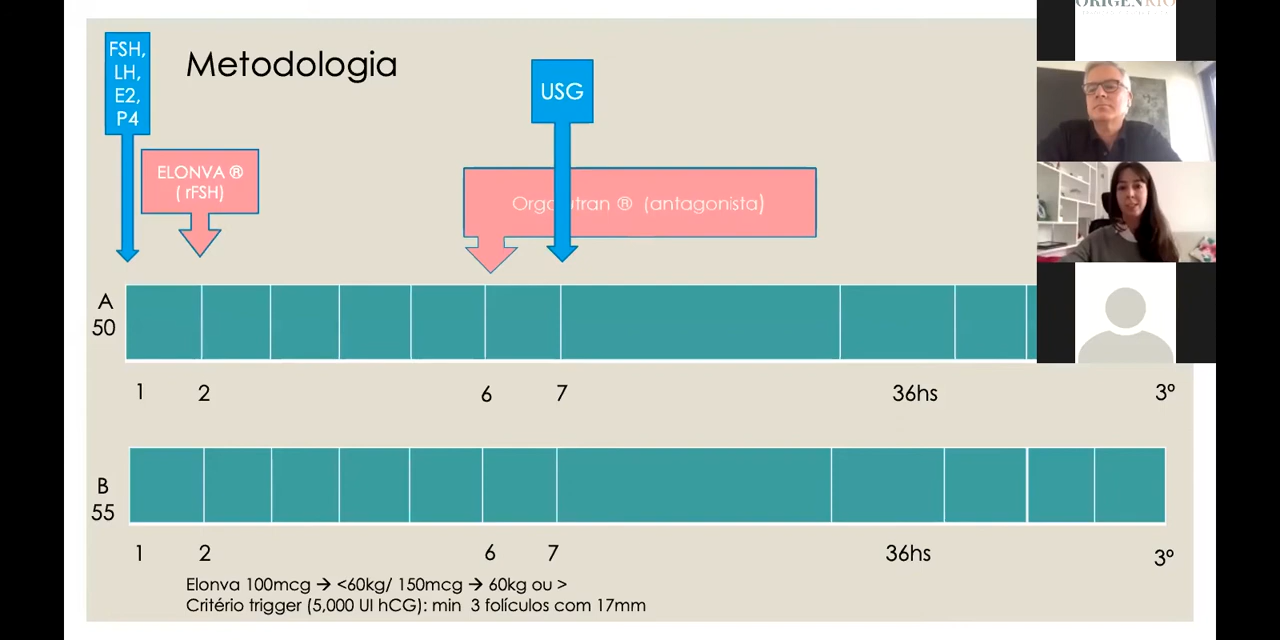 ORIGENRIO
FSH,
LH,
E2,
P4
Metodologia
USG
ELONVA ®
( rFSH)
® (antagonista)
A
50
1 2 6 7 36hs 3º
B
55
1 2 6 7 36hs 3º
Elonva 100mcg → <60kg/ 150mcg → 60kg ou >
Critério trigger (5,000 UI hCG): min 3 folículos com 17mm